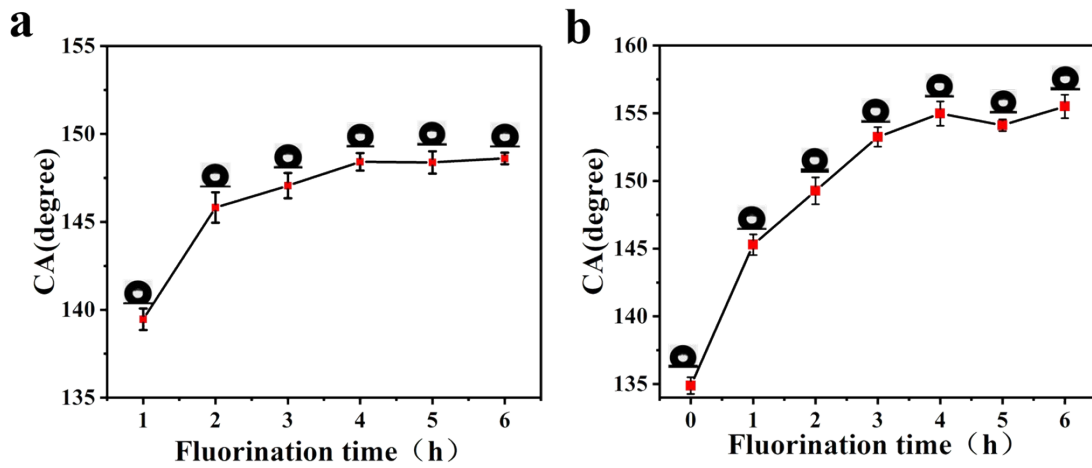 a
155
150
145
140
135
CA(degree)
1 2 3 4 5 6
Fluorination time（h）
b
160
155
150
145
140
135
CA(degree)
0 1 2 3 4 5 6
Fluorination time（h）